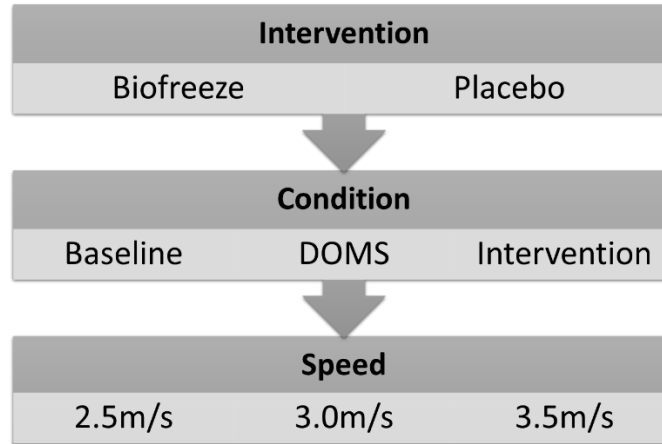 Intervention
Biofreeze Placebo
Condition
Baseline DOMS Intervention
Speed
2.5m/s 3.0m/s 3.5m/s